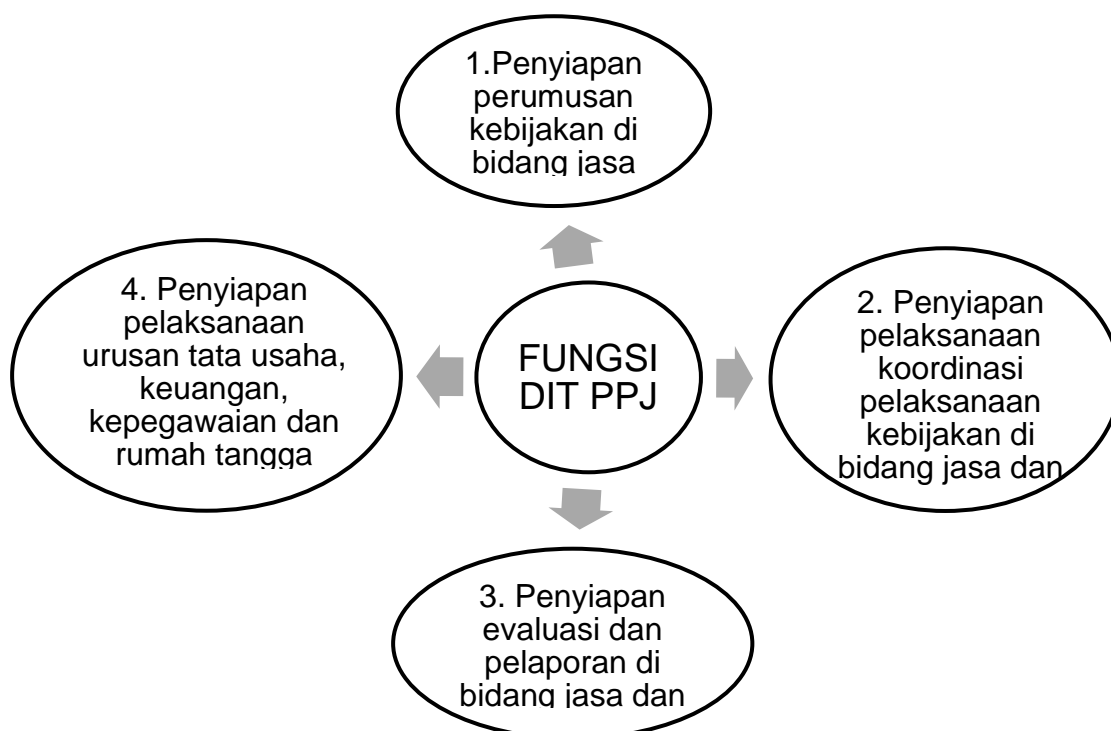 1.Penyiapan
perumusan
kebijakan di
bidang jasa
4. Penyiapan
pelaksanaan
urusan tata usaha,
keuangan,
kepegawaian dan
rumah tangga
FUNGSI
DIT PPJ
2. Penyiapan
pelaksanaan
koordinasi
pelaksanaan
kebijakan di
bidang jasa dan
3. Penyiapan
evaluasi dan
pelaporan di
bidang jasa dan